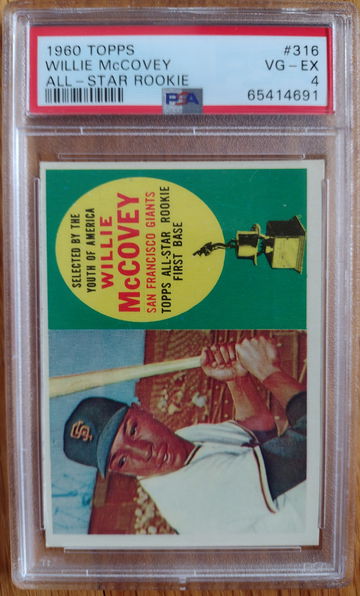 1960 TOPPS #316
WILLIE McCOVEY VG-EX
ALL-STAR ROOKIE 4
PSA 65414691
SELECTED BY THE
YOUTH OF AMERICA
WILLIE
McCOVEY
SAN FRANCISCO GIANTS
TOPPS ALL-STAR ROOKIE
FIRST BASE
SF